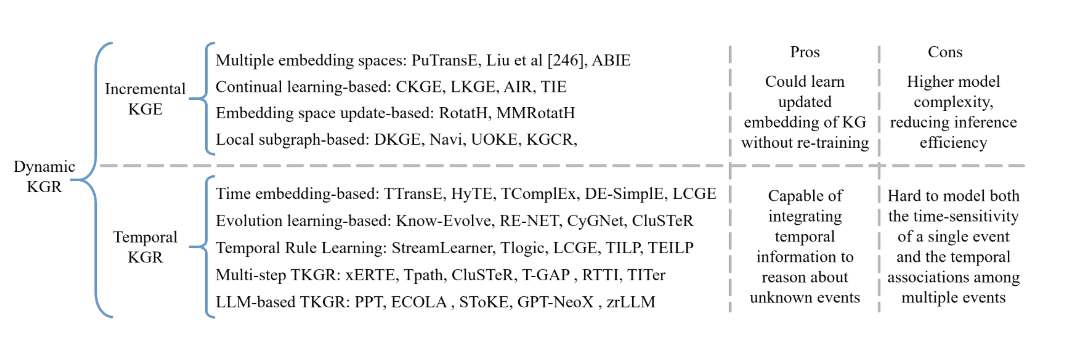 Dynamic
KGR
Incremental
KGE
Multiple embedding spaces: PuTransE, Liu et al [246], ABIE
Continual learning-based: CKGE, LKGE, AIR, TIE
Embedding space update-based: RotatH, MMRotatH
Local subgraph-based: DKGE, Navi, UOKE, KGCR,
Pros
Could learn
updated
embedding of KG
without re-training
Cons
Higher model
complexity,
reducing inference
efficiency
Temporal
KGR
Time embedding-based: TTransE, HyTE, TComplEx, DE-SimplE, LCGE
Evolution learning-based: Know-Evolve, RE-NET, CyGNet, CluSTeR
Temporal Rule Learning: StreamLearner, Tlogic, LCGE, TILP, TEILP
Multi-step TKGR: xERTE, Tpath, CluSTeR, T-GAP , RTTI, TITer
LLM-based TKGR: PPT, ECOLA , SToKE, GPT-NeoX , zrLLM
Capable of
integrating
temporal
information to
reason about
unknown events
Hard to model both
the time-sensitivity
of a single event
and the temporal
associations among
multiple events